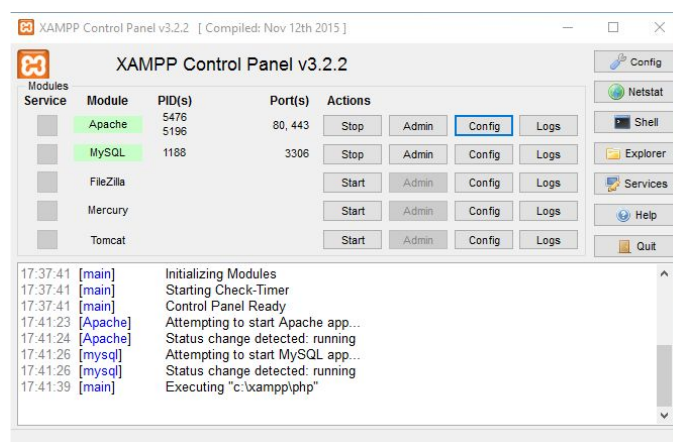 XAMPP Control Panel v3.2.2 [ Compiled: Nov 12th 2015 ]
XAMPP Control Panel v3.2.2
Config
Modules
Service Module PID(s) Port(s) Actions
Netstat
Apache 5476 5196 80, 443 Stop Admin Config Logs
Shell
MySQL 1188 3306 Stop Admin Config Logs
Explorer
FileZilla Start Admin Config Logs
Services
Mercury Start Admin Config Logs
Help
Tomcat Start Admin Config Logs
Quit
17:37:41 [main] Initializing Modules
17:37:41 [main] Starting Check-Timer
17:37:41 [main] Control Panel Ready
17:41:23 [Apache] Attempting to start Apache app...
17:41:24 [Apache] Status change detected: running
17:41:26 [mysql] Attempting to start MySQL app...
17:41:26 [mysql] Status change detected: running
17:41:39 [main] Executing "c:\xampp\php"